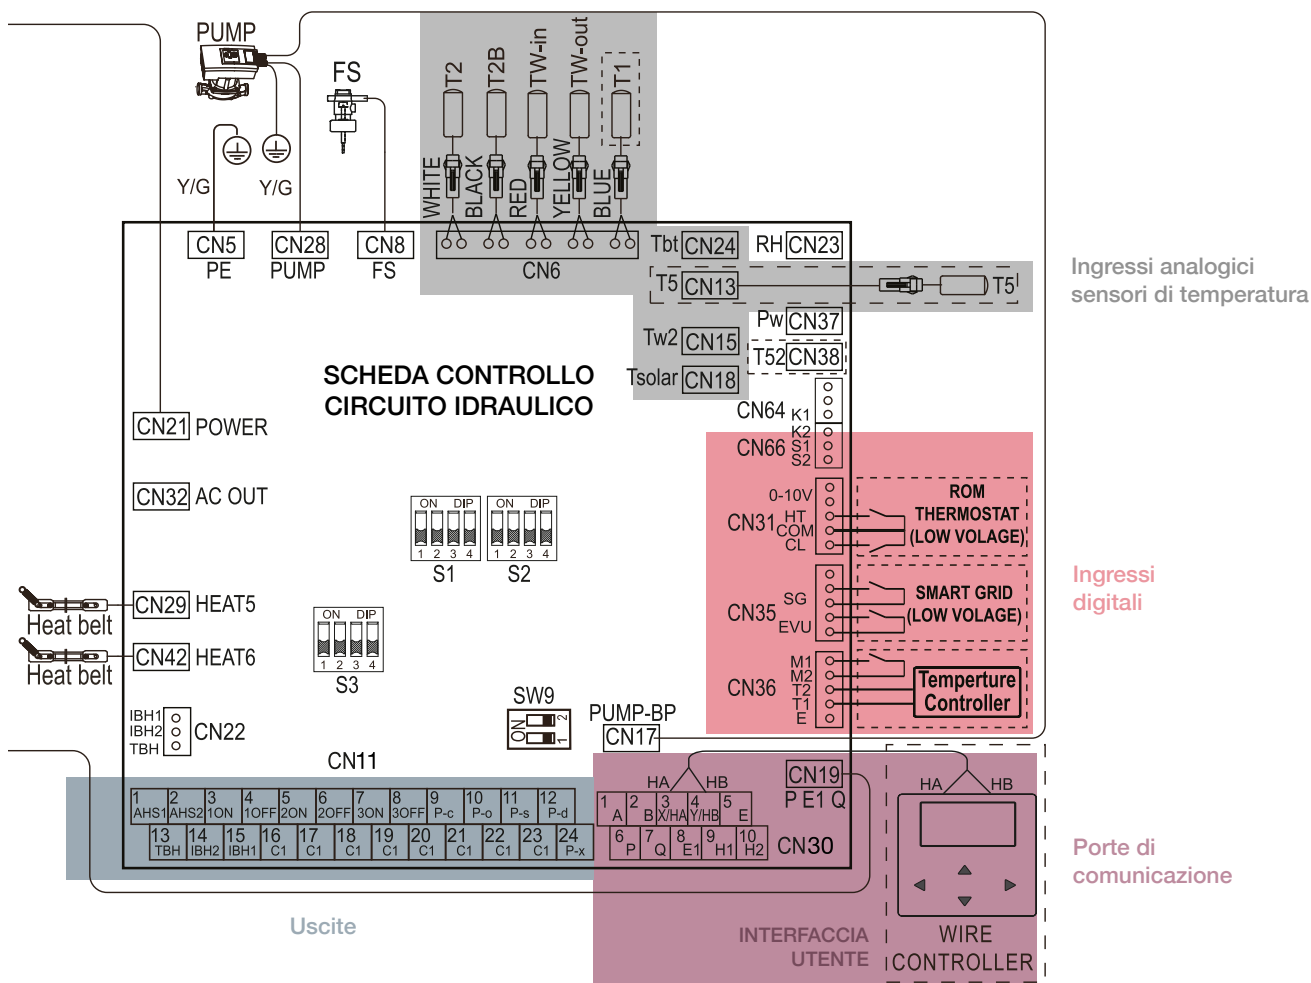 PUMP
FS
T2
T2B
TW-in
TW-out
T1
WHITE
BLACK
RED
YELLOW
BLUE
Y/G
Y/G
CN5
PE
CN28
PUMP
CN8
FS
CN6
Tbt CN24
RH CN23
T5 CN13
T5
Ingressi analogici
sensori di temperatura
Pw CN37
Tw2 CN15
T52 CN38
Tsolar CN18
SCHEDA CONTROLLO
CIRCUITO IDRAULICO
CN21 POWER
CN32 AC OUT
CN64 K1
CN66 K2
S1
S2
0-10V
CN31 HT
COM
CL
ROM
THERMOSTAT
(LOW VOLAGE)
ON DIP
1 2 3 4
S1
ON DIP
1 2 3 4
S2
Ingressi
digitali
CN35 SG
EVU
SMART GRID
(LOW VOLAGE)
CN29 HEAT5
Heat belt
CN42 HEAT6
Heat belt
ON DIP
1 2 3 4
S3
CN36 M1
M2
T2
T1
E
Temperture
Controller
IBH1
IBH2
TBH
CN22
SW9
ON
1 2
PUMP-BP
CN17
CN11
1 AHS1
2 AHS2
3 1ON
4 1OFF
5 2ON
6 2OFF
7 3ON
8 3OFF
9 P-c
10 P-o
11 P-s
12 P-d
13 TBH
14 IBH2
15 IBH1
16 C1
17 C1
18 C1
19 C1
20 C1
21 C1
22 C1
23 C1
24 P-x
HA HB
1 A
2 B
3 X/HA
4 Y/HB
5 E
6 P
7 Q
8 E1
9 H1
10 H2
CN19
P E1 Q
CN30
HA HB
WIRE
CONTROLLER
Porte di
comunicazione
Uscite
INTERFACCIA
UTENTE